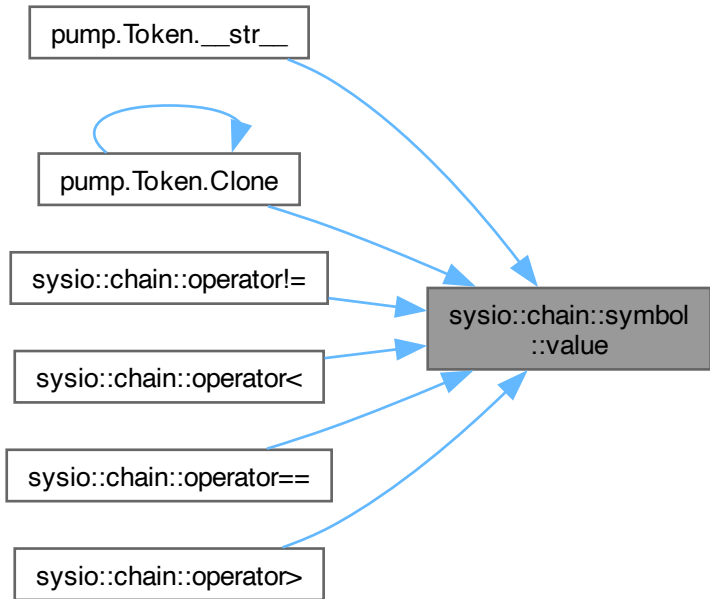 pump.Token.__str__
pump.Token.Clone
sysio::chain::operator!=
sysio::chain::operator<
sysio::chain::operator==
sysio::chain::operator>
sysio::chain::symbol
::value